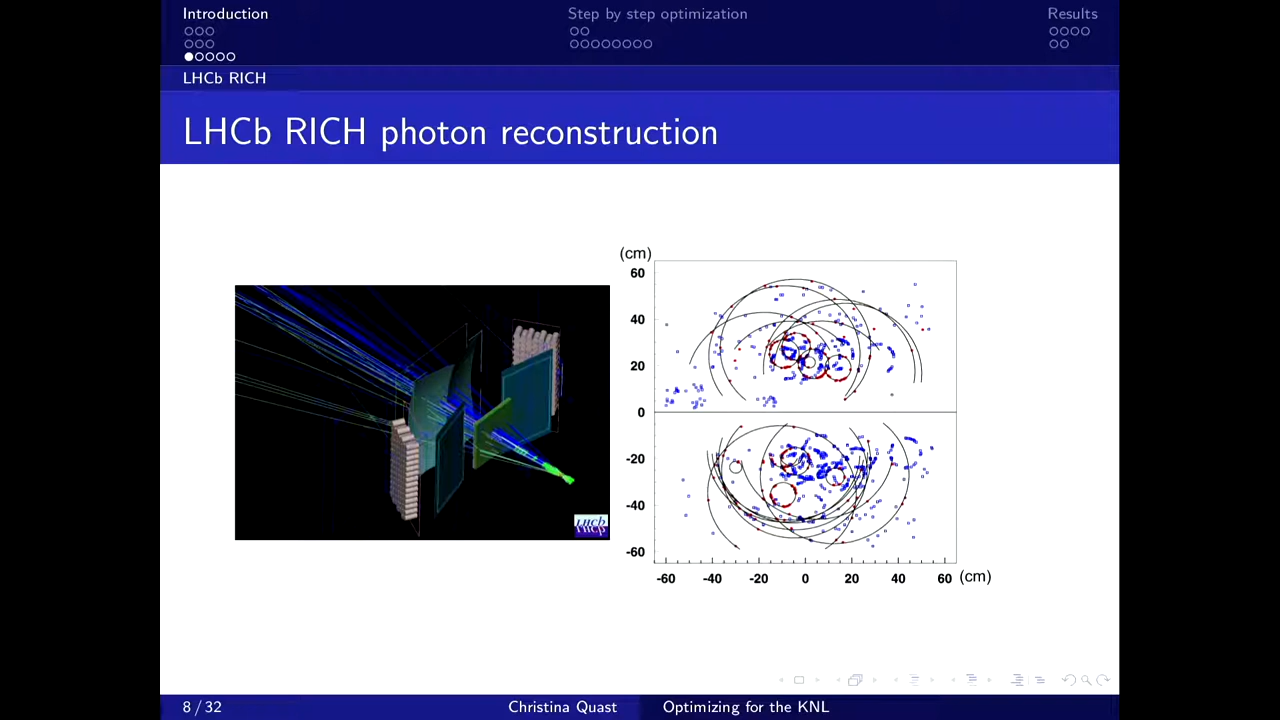 Introduction
Step by step optimization
Results
LHCb RICH
LHCb RICH photon reconstruction
(cm)
60
40
20
0
-20
-40
-60
-60 -40 -20 0 20 40 60 (cm)
LHCb
8 / 32
Christina Quast
Optimizing for the KNL